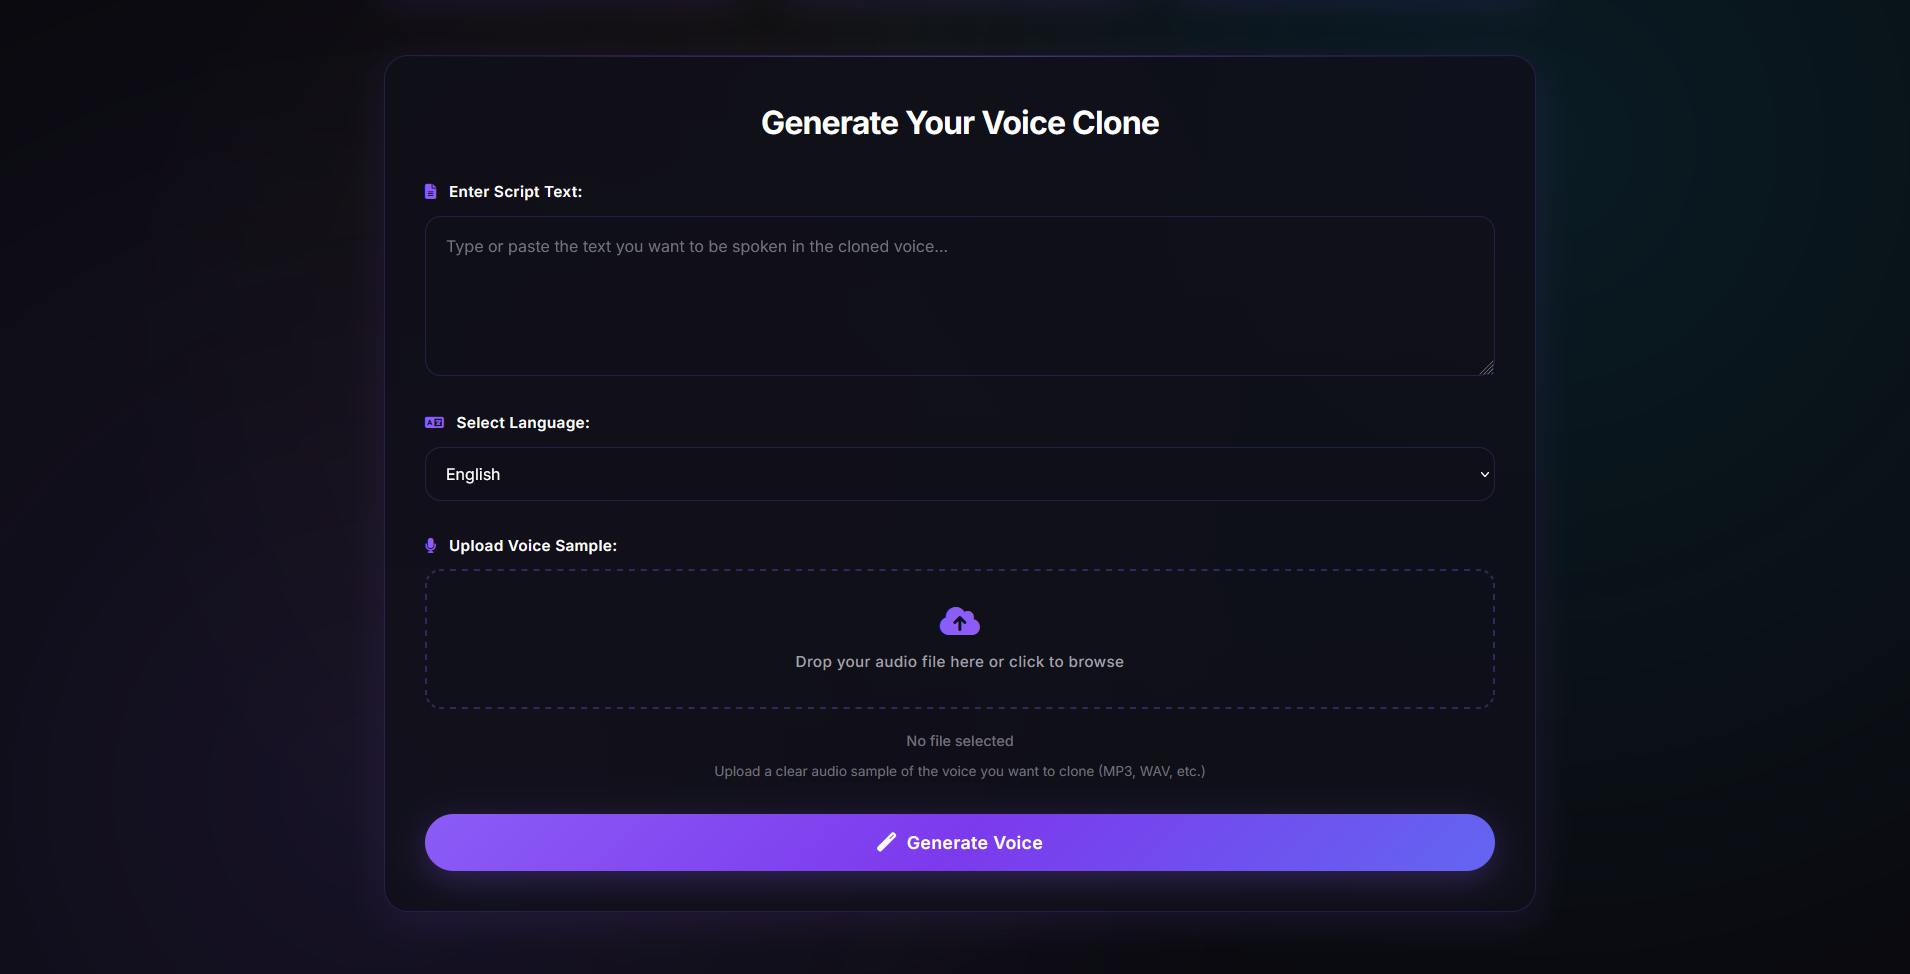 Generate Your Voice Clone
Enter Script Text:
Type or paste the text you want to be spoken in the cloned voice...
Select Language:
English
Upload Voice Sample:
Drop your audio file here or click to browse
No file selected
Upload a clear audio sample of the voice you want to clone (MP3, WAV, etc.)
Generate Voice